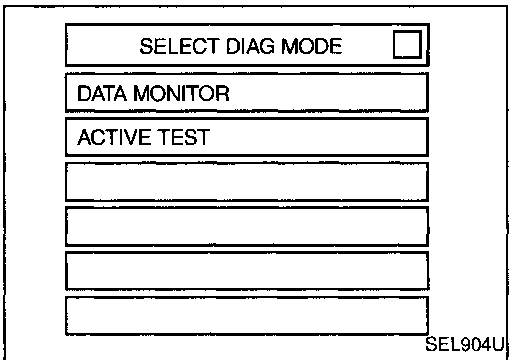 SELECT DIAG MODE
DATA MONITOR
ACTIVE TEST
SEL904U